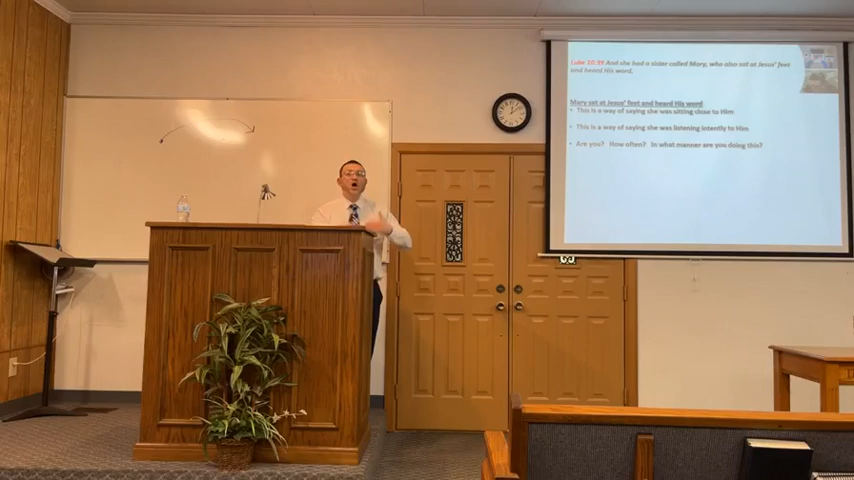 Luke 10:39 And she had a sister called Mary, who also sat at Jesus' feet
and heard His word.
Mary sat at Jesus' feet and heard His word
• This is a way of saying she was sitting close to Him
• This is a way of saying she was listening intently to Him
• Are you? How often? In what manner are you doing this?